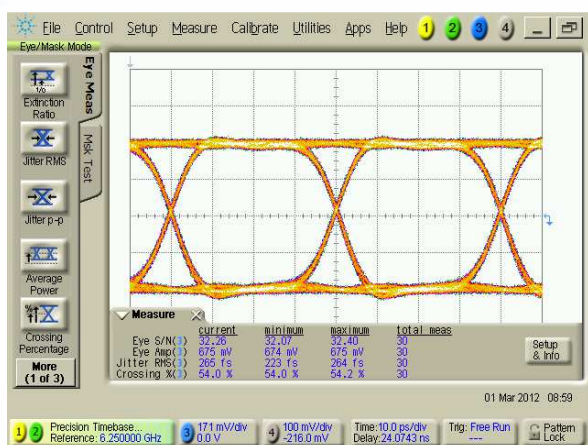 File Control Setup Measure Calibrate Utilities Apps Help 1 2 3 4
Eye/Mask Mode
Eye Meas
Msk Test
1/0
Extinction
Ratio
Jitter RMS
Jitter p-p
Average
Power
%
Crossing
Percentage
More
(1 of 3)
Measure
current minimum maximum total meas
Eye S/N(3) 32.26 32.07 32.40 30
Eye Amp(3) 675 mV 674 mV 675 mV 30
Jitter RMS(3) 265 fs 223 fs 264 fs 30
Crossing %(3) 54.0 % 54.0 % 54.2 % 30
Setup
& Info
01 Mar 2012 08:59
1 2 Precision Timebase...
Reference: 6.250000 GHz
3 171 mV/div
0.0 V
4 100 mV/div
-216.0 mV
Time:10.0 ps/div
Delay:24.0743 ns
Trig: Free Run
---
Pattern
Lock